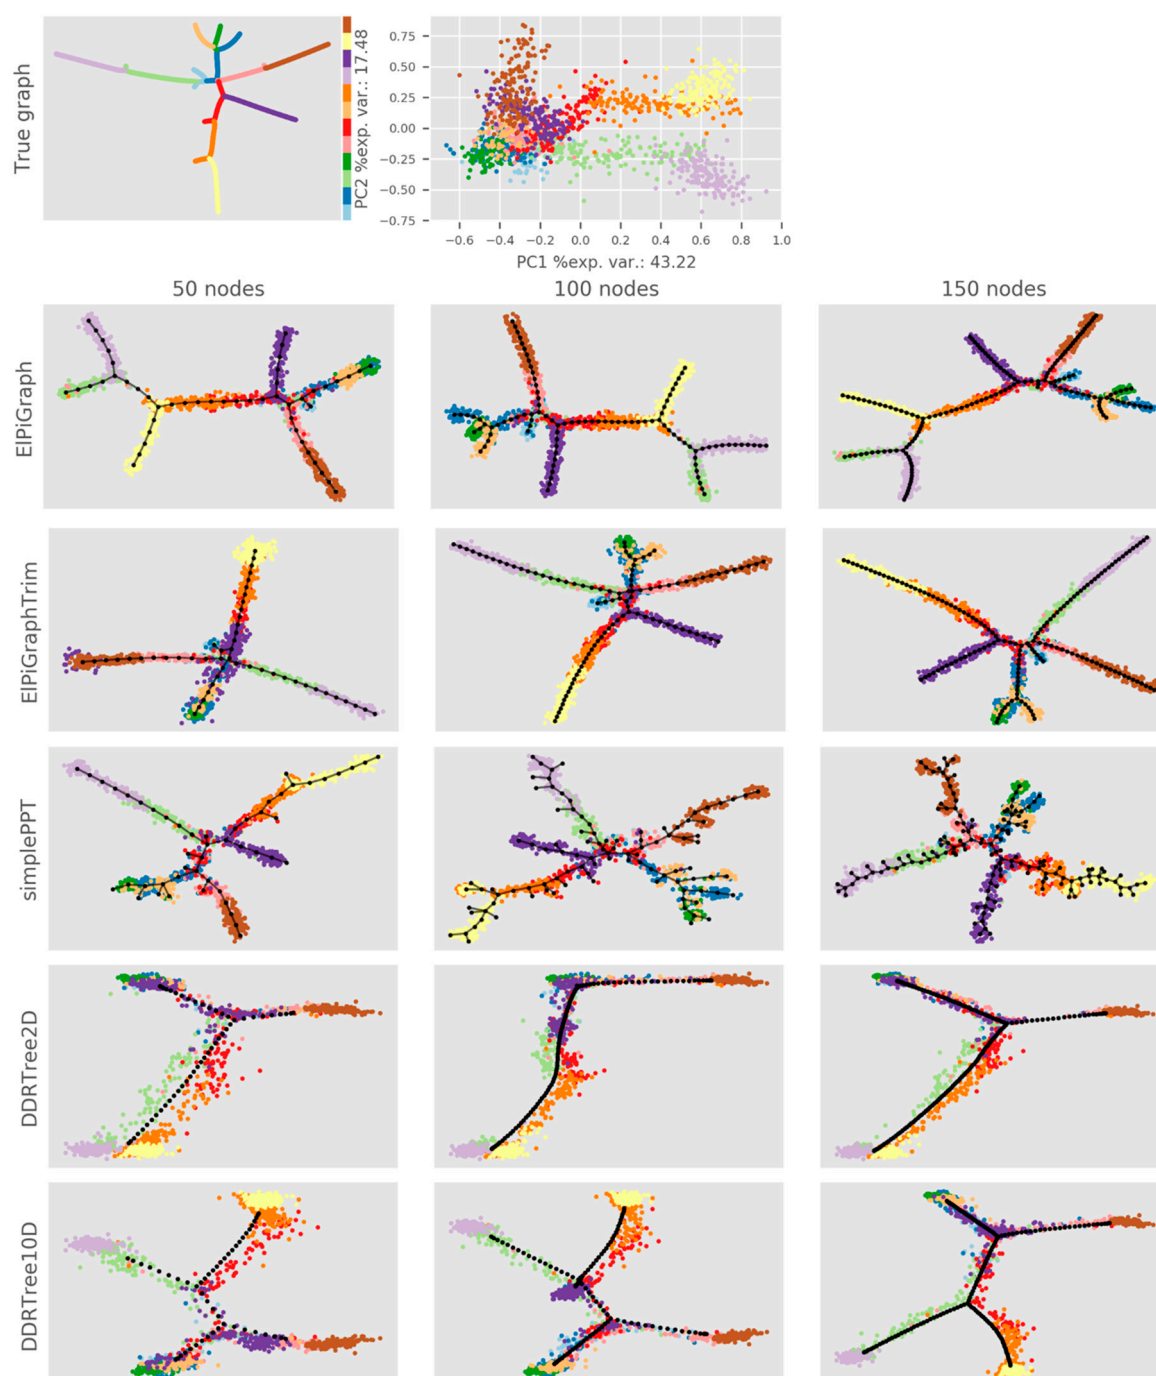 True graph
PC2 %exp. var.: 17.48
0.75
0.50
0.25
0.00
−0.25
−0.50
−0.75
−0.6 −0.4 −0.2 0.0 0.2 0.4 0.6 0.8 1.0
PC1 %exp. var.: 43.22
50 nodes 100 nodes 150 nodes
ElPiGraph
ElPiGraphTrim
simplePPT
DDRTree2D
DDRTree10D